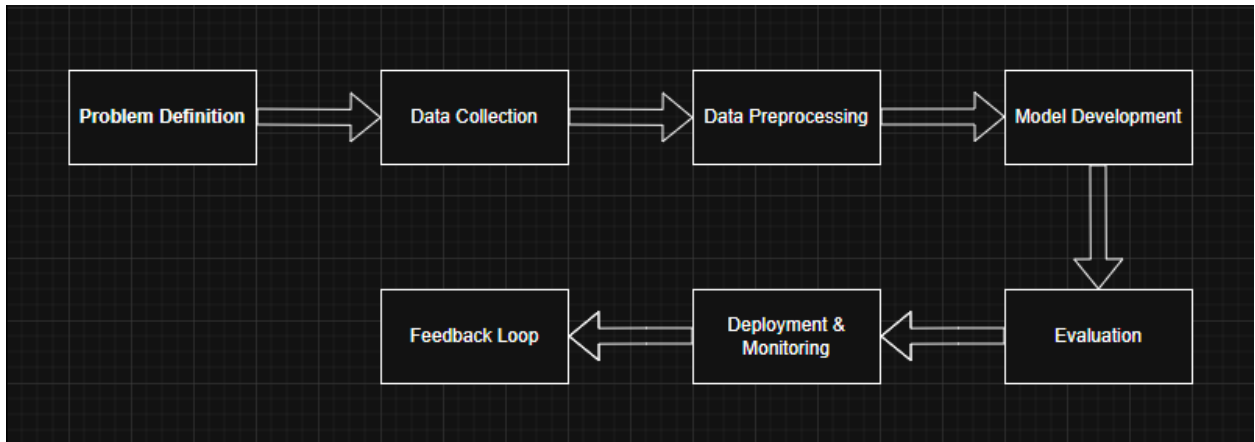 Problem Definition
Data Collection
Data Preprocessing
Model Development
Evaluation
Deployment &
Monitoring
Feedback Loop